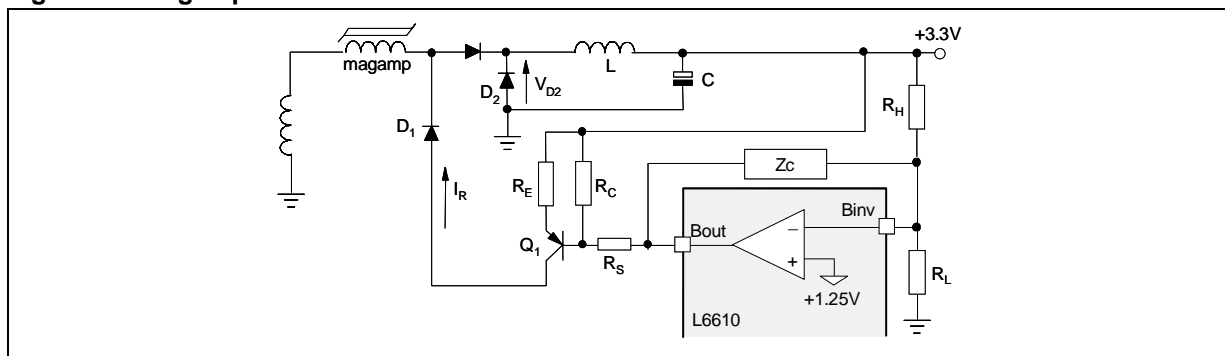 +3.3V
magamp
L
C
D2
VD2
RH
D1
Zc
IR
RE
RC
Binv
Bout
–
Q1
RS
+
RL
+1.25V
L6610